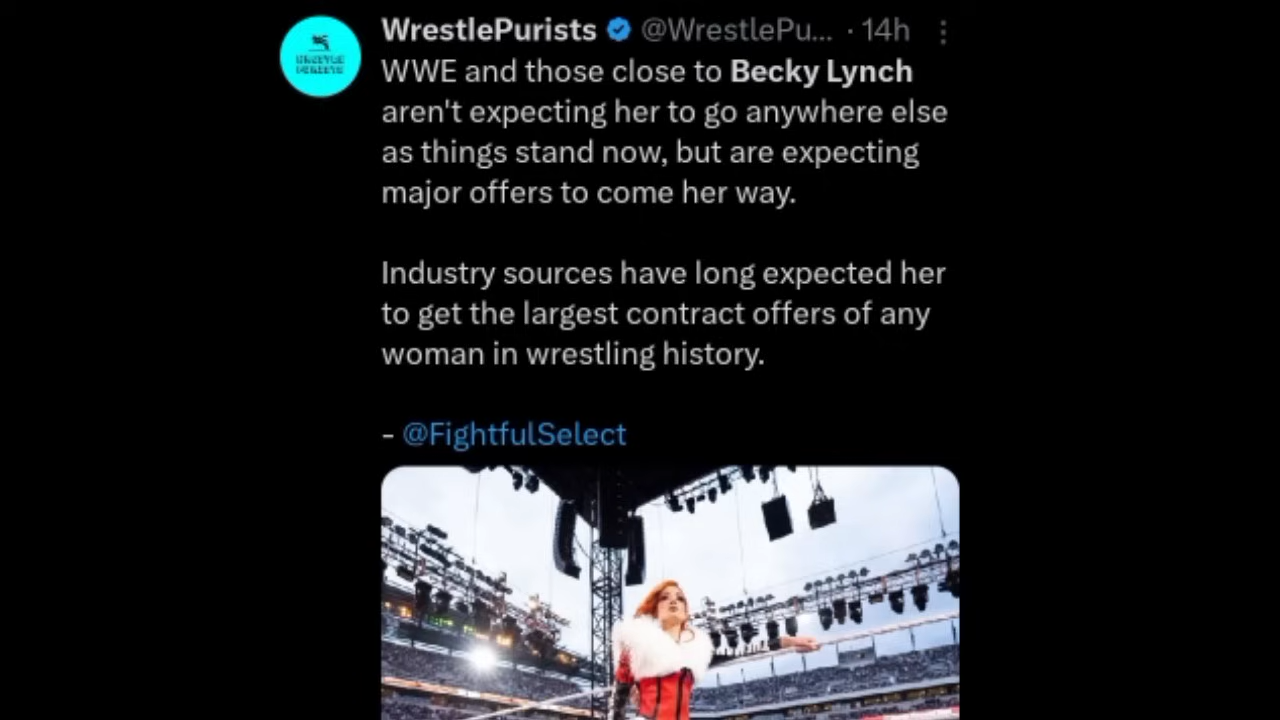 WrestlePurists @WrestlePu... · 14h
WWE and those close to Becky Lynch
aren't expecting her to go anywhere else
as things stand now, but are expecting
major offers to come her way.
Industry sources have long expected her
to get the largest contract offers of any
woman in wrestling history.
- @FightfulSelect
WRESTLE
PURISTS